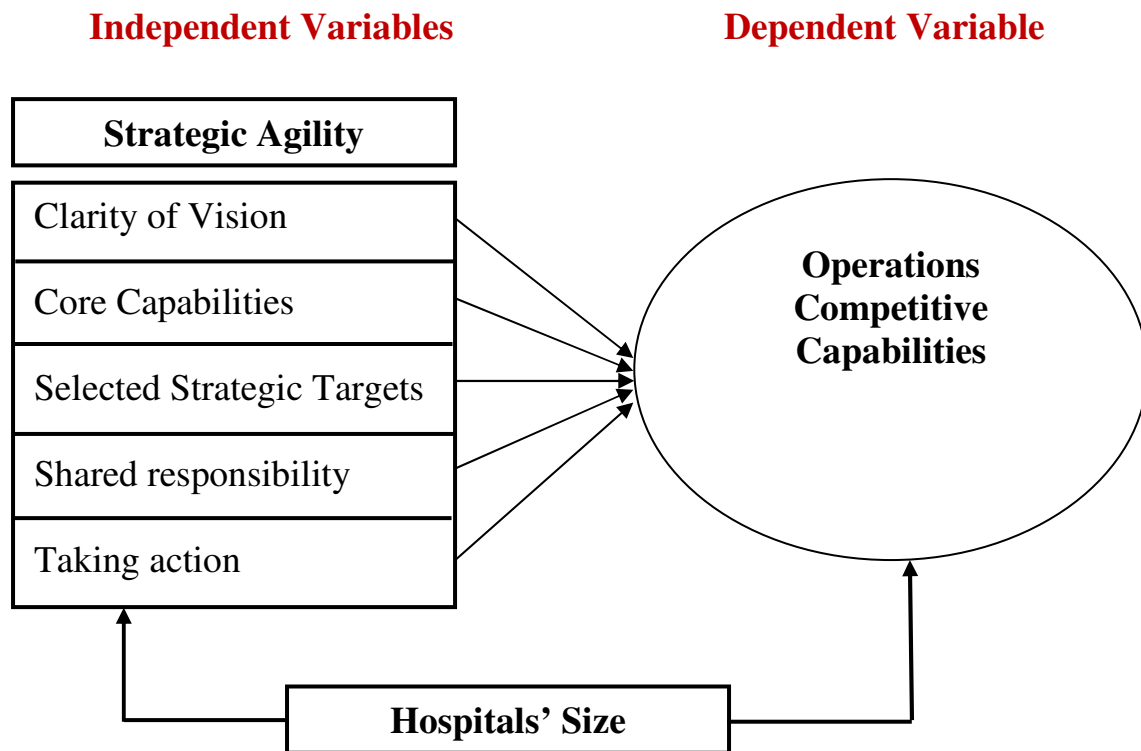 Independent Variables
Dependent Variable
Strategic Agility
Clarity of Vision
Core Capabilities
Selected Strategic Targets
Shared responsibility
Taking action
Operations
Competitive
Capabilities
Hospitals’ Size